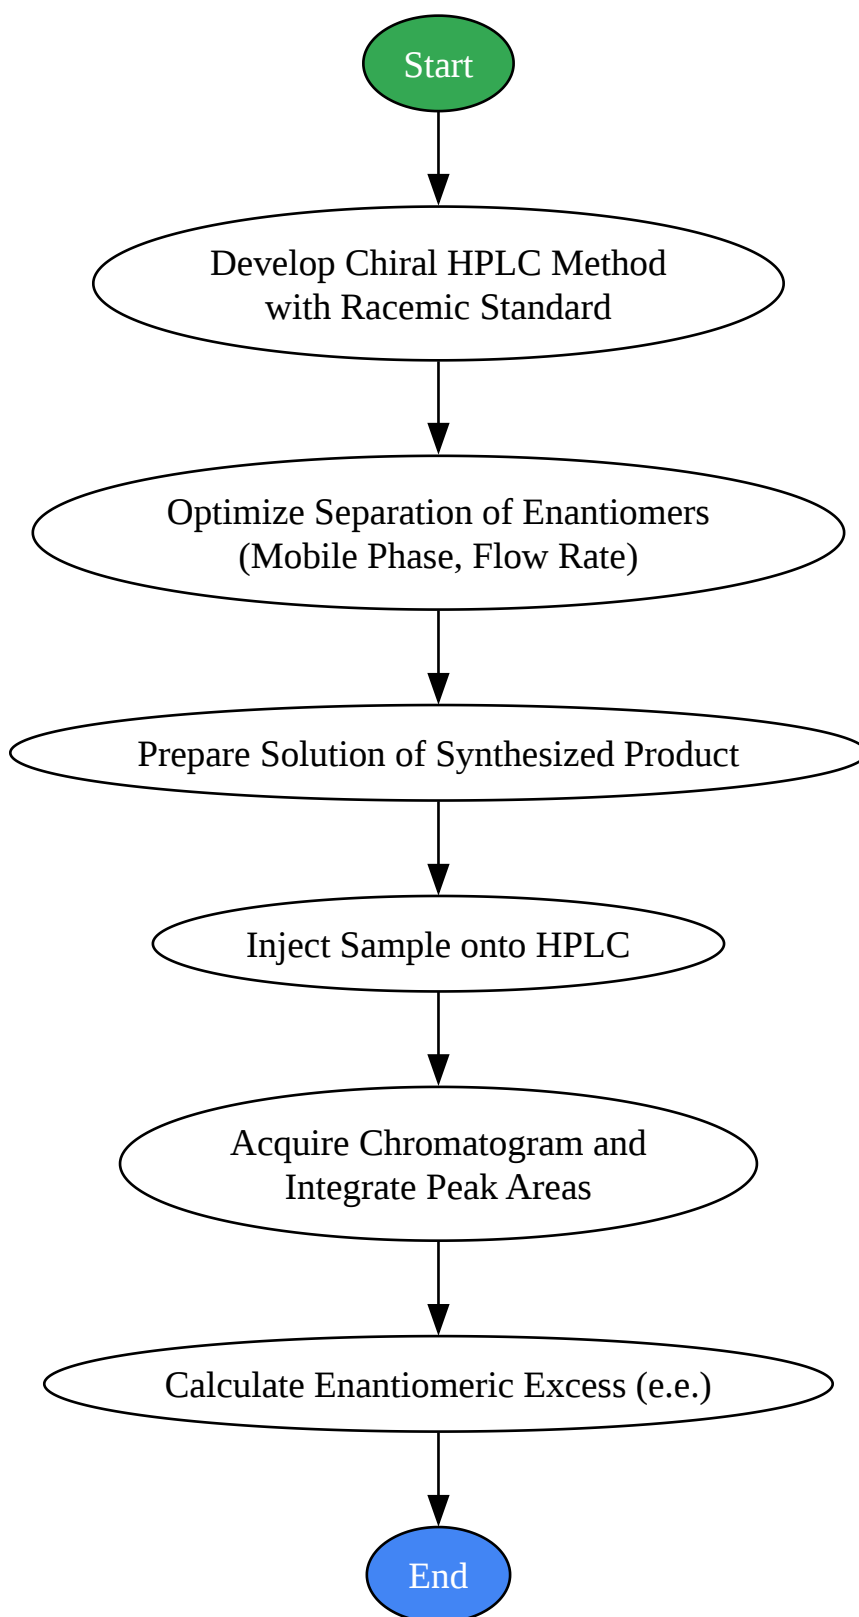 Start
Develop Chiral HPLC Method
with Racemic Standard
Optimize Separation of Enantiomers
(Mobile Phase, Flow Rate)
Prepare Solution of Synthesized Product
Inject Sample onto HPLC
Acquire Chromatogram and
Integrate Peak Areas
Calculate Enantiomeric Excess (e.e.)
End